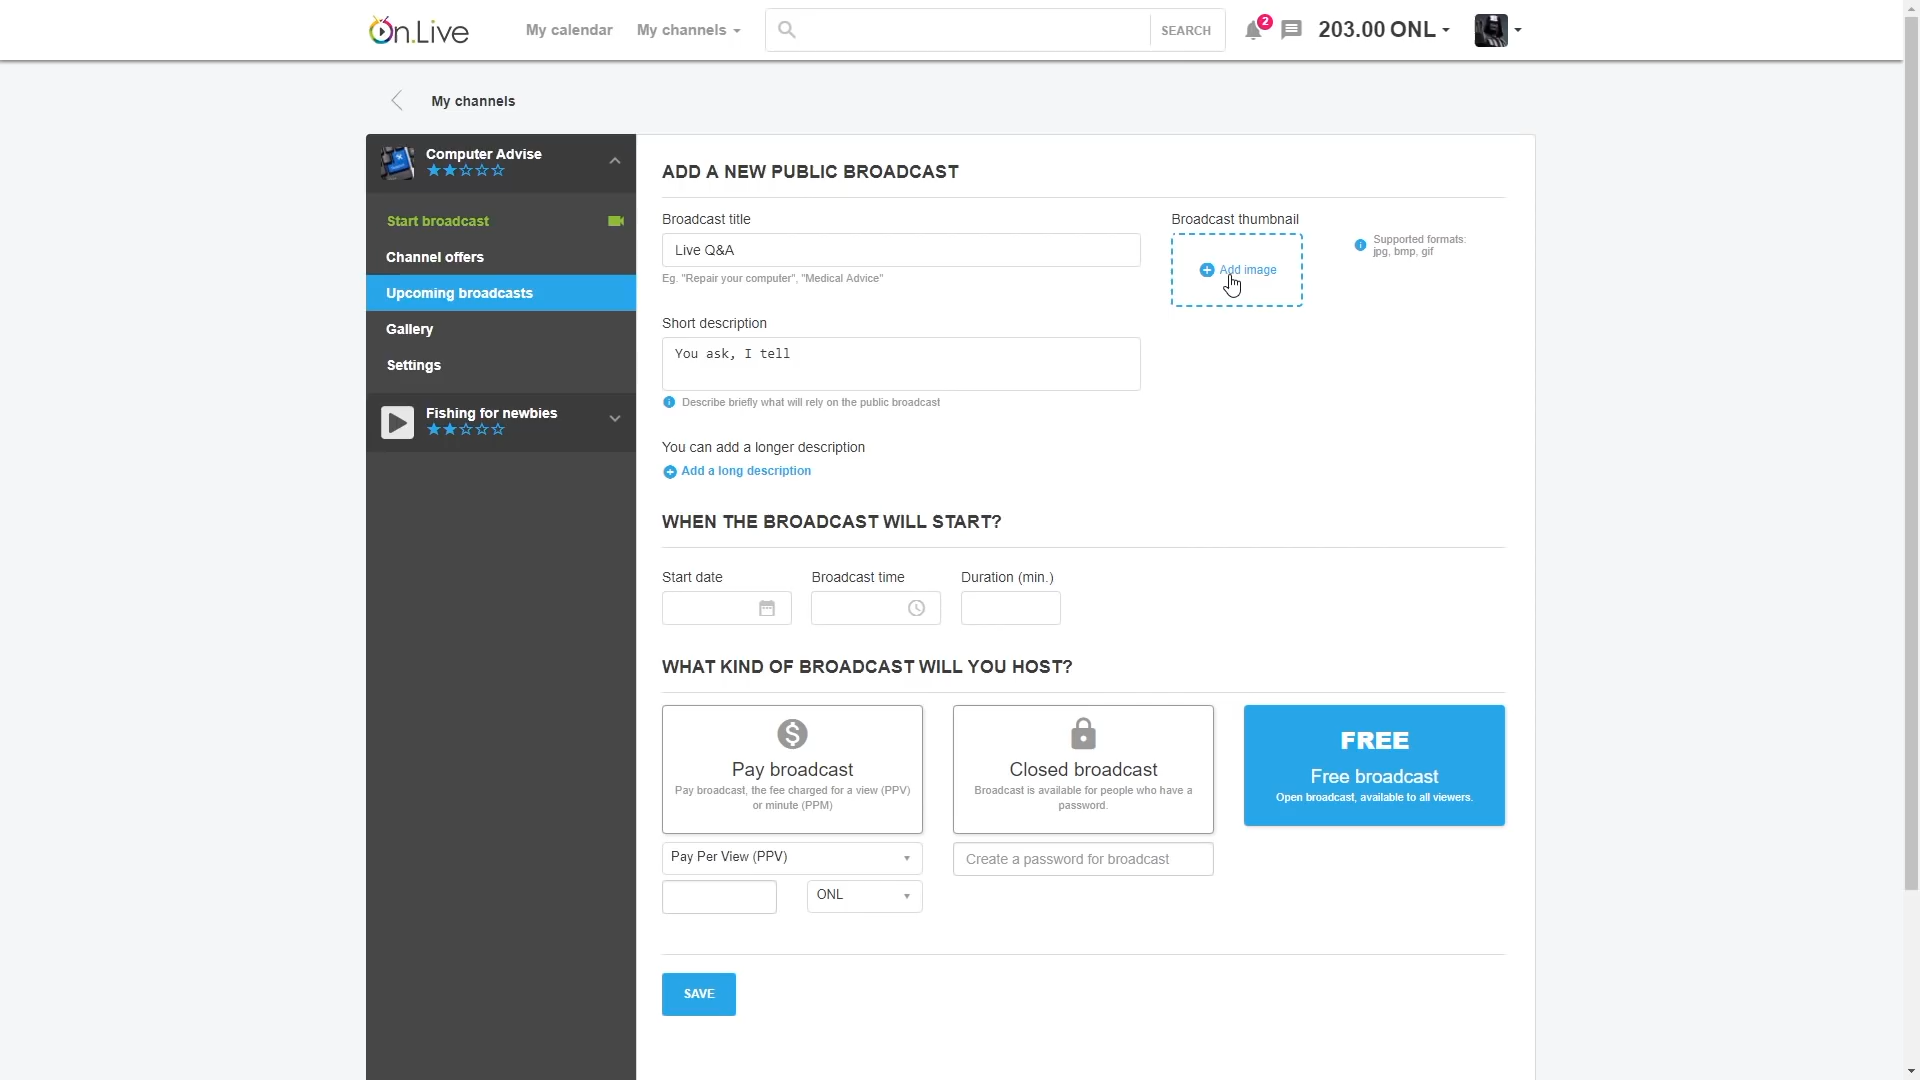 On.Live
My calendar
My channels
SEARCH
2
203.00 ONL
My channels
Computer Advise
Start broadcast
Channel offers
Upcoming broadcasts
Gallery
Settings
Fishing for newbies
ADD A NEW PUBLIC BROADCAST
Broadcast title
Live Q&A
Eg. "Repair your computer", "Medical Advice"
Broadcast thumbnail
Add image
Supported formats:
jpg, bmp, gif
Short description
You ask, I tell
Describe briefly what will rely on the public broadcast
You can add a longer description
Add a long description
WHEN THE BROADCAST WILL START?
Start date
Broadcast time
Duration (min.)
WHAT KIND OF BROADCAST WILL YOU HOST?
Pay broadcast
Pay broadcast, the fee charged for a view (PPV)
or minute (PPM)
Pay Per View (PPV)
ONL
Closed broadcast
Broadcast is available for people who have a
password.
Create a password for broadcast
FREE
Free broadcast
Open broadcast, available to all viewers.
SAVE